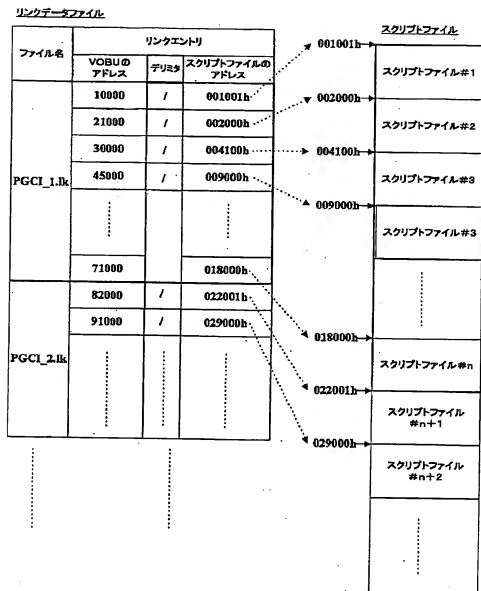 リンクデータファイル
ファイル名
リンクエントリ
VOBUの
アドレス
デリミタ
スクリプトファイルの
アドレス
PGCI_1.lk
10000 / 001001h
21000 / 002000h
30000 / 004100h
45000 / 009000h
71000 018000h
PGCI_2.lk
82000 / 022001h
91000 / 029000h
スクリプトファイル
001001h
スクリプトファイル#1
002000h
スクリプトファイル#2
004100h
スクリプトファイル#3
009000h
スクリプトファイル#3
018000h
スクリプトファイル#n
022001h
スクリプトファイル
#n+1
029000h
スクリプトファイル
#n+2